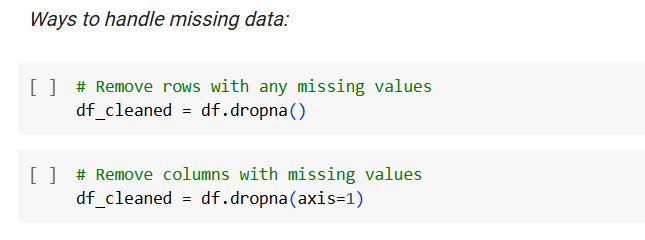 Ways to handle missing data:
[ ] # Remove rows with any missing values
df_cleaned = df.dropna()
[ ] # Remove columns with missing values
df_cleaned = df.dropna(axis=1)